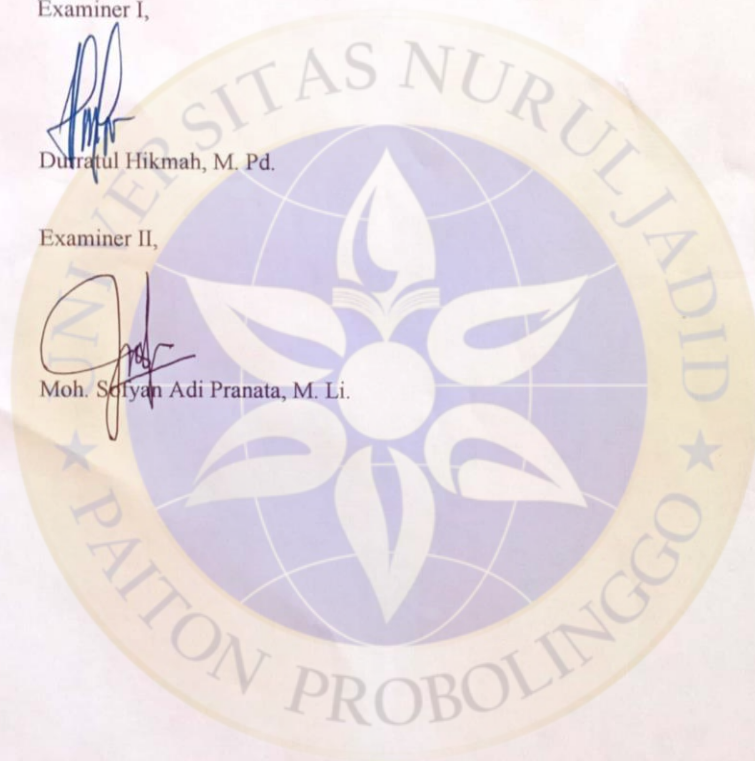 Examiner I,
Durratul Hikmah, M. Pd.
Examiner II,
Moh. Sofyan Adi Pranata, M. Li.
UNIVERSITAS NURUL JADID
PAITON PROBOLINGGO